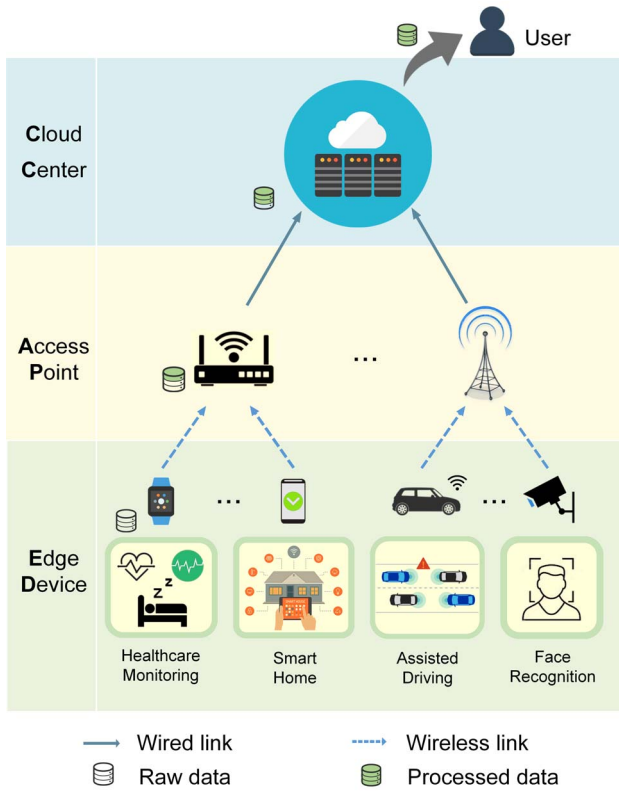 User
Cloud
Center
Access
Point
...
...
...
Edge
Device
z z
Healthcare
Monitoring
Smart
Home
Assisted
Driving
Face
Recognition
Wired link
Wireless link
Raw data
Processed data